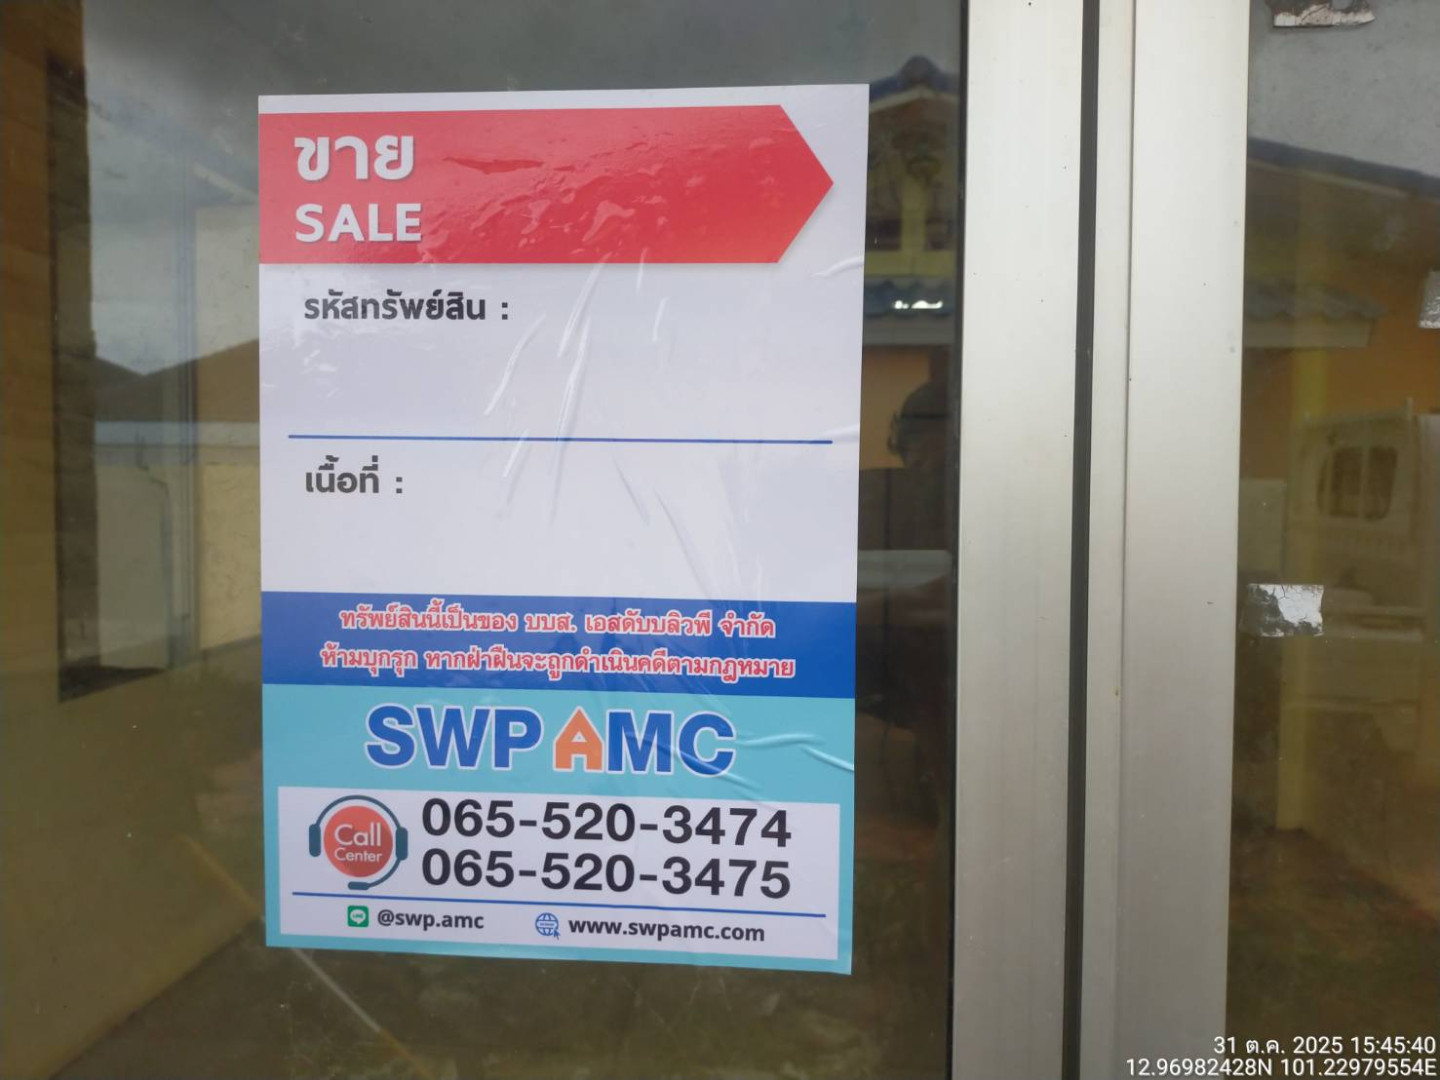 ขาย
SALE
รหัสทรัพย์สิน :
เนื้อที่ :
ทรัพย์สินนี้เป็นของ บบส. เอสดับบลิวพี จำกัด
ห้ามบุกรุก หากฝ่าฝืนจะถูกดำเนินคดีตามกฎหมาย
SWP AMC
Call Center
065-520-3474
065-520-3475
LINE @swp.amc www.swpamc.com
31 ต.ค. 2025 15:45:40
12.96982428N 101.22979554E